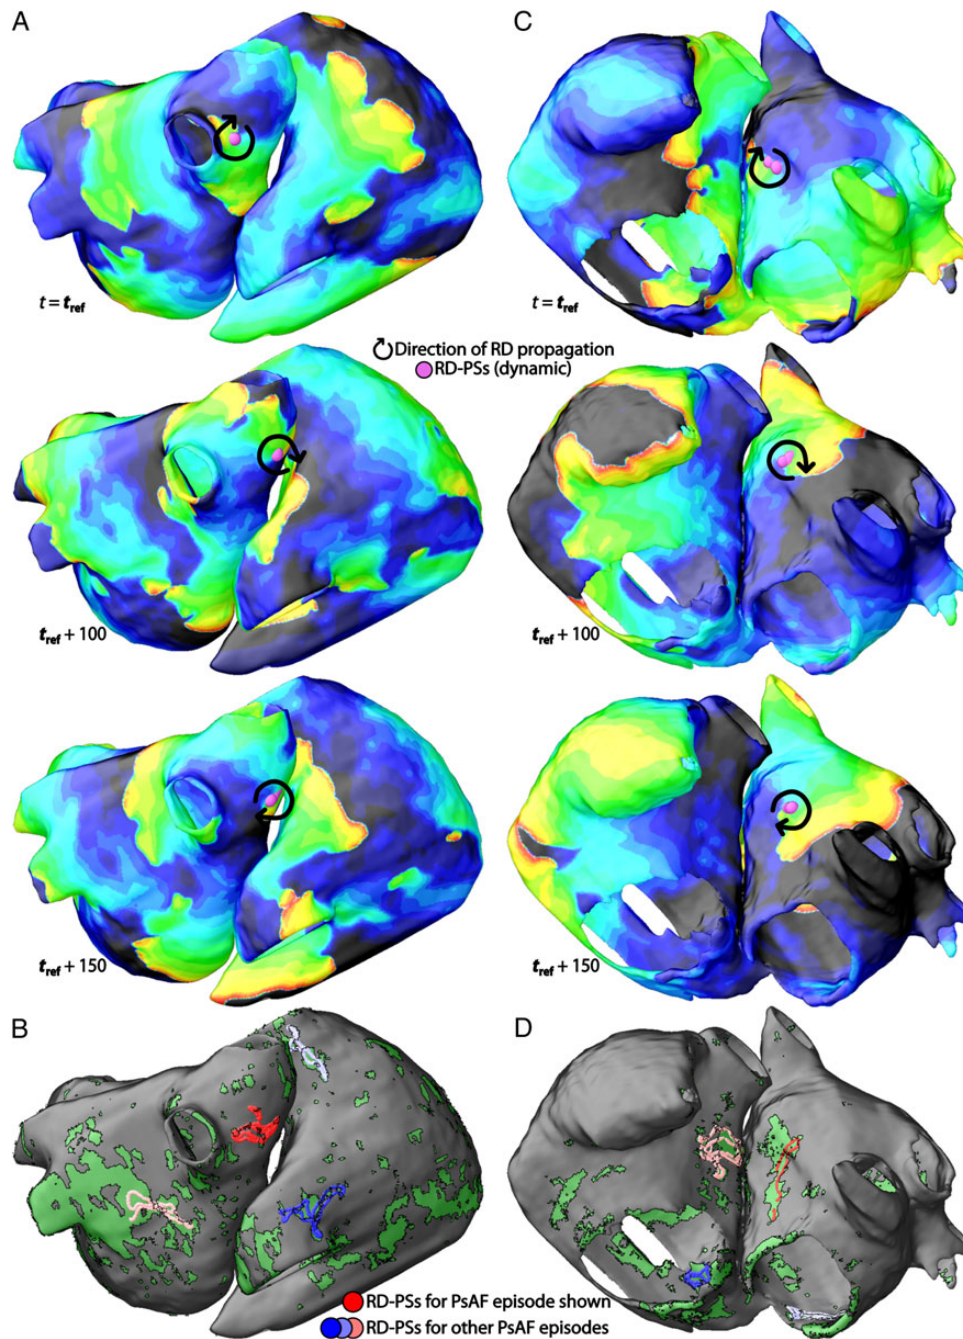 A
C
t = tref
t = tref
Direction of RD propagation
RD-PSs (dynamic)
tref + 100
tref + 100
tref + 150
tref + 150
B
D
RD-PSs for PsAF episode shown
RD-PSs for other PsAF episodes